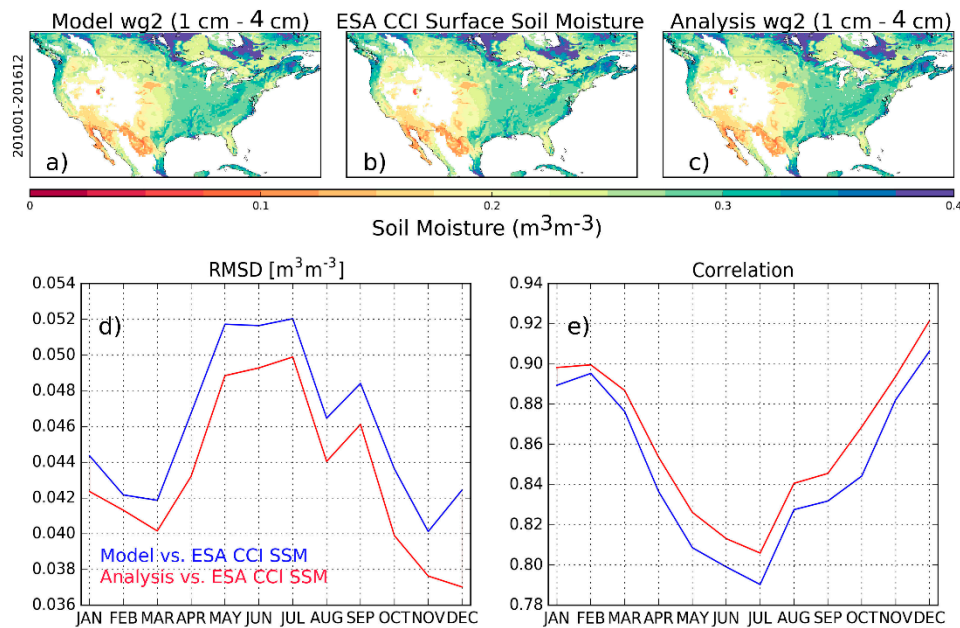 Model wg2 (1 cm - 4 cm)
ESA CCI Surface Soil Moisture
Analysis wg2 (1 cm - 4 cm)
201001-201612
a)
b)
c)
0 0.1 0.2 0.3 0.4
Soil Moisture (m³m-³)
RMSD [m³m-³]
d)
0.054
0.052
0.050
0.048
0.046
0.044
0.042
0.040
0.038
0.036
Model vs. ESA CCI SSM
Analysis vs. ESA CCI SSM
JAN FEB MAR APR MAY JUN JUL AUG SEP OCT NOV DEC
Correlation
e)
0.94
0.92
0.90
0.88
0.86
0.84
0.82
0.80
0.78
JAN FEB MAR APR MAY JUN JUL AUG SEP OCT NOV DEC